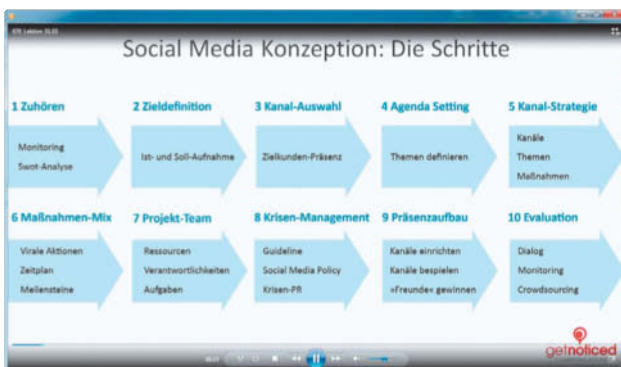 Social Media Konzeption: Die Schritte
1 Zuhören
Monitoring
Swot-Analyse
2 Zieldefinition
Ist- und Soll-Aufnahme
3 Kanal-Auswahl
Zielkunden-Präsenz
4 Agenda Setting
Themen definieren
5 Kanal-Strategie
Kanäle
Themen
Maßnahmen
6 Maßnahmen-Mix
Virale Aktionen
Zeitplan
Meilensteine
7 Projekt-Team
Ressourcen
Verantwortlichkeiten
Aufgaben
8 Krisen-Management
Guideline
Social Media Policy
Krisen-PR
9 Präsenzaufbau
Kanäle einrichten
Kanäle bespielen
»Freunde« gewinnen
10 Evaluation
Dialog
Monitoring
Crowdsourcing
getnoticed